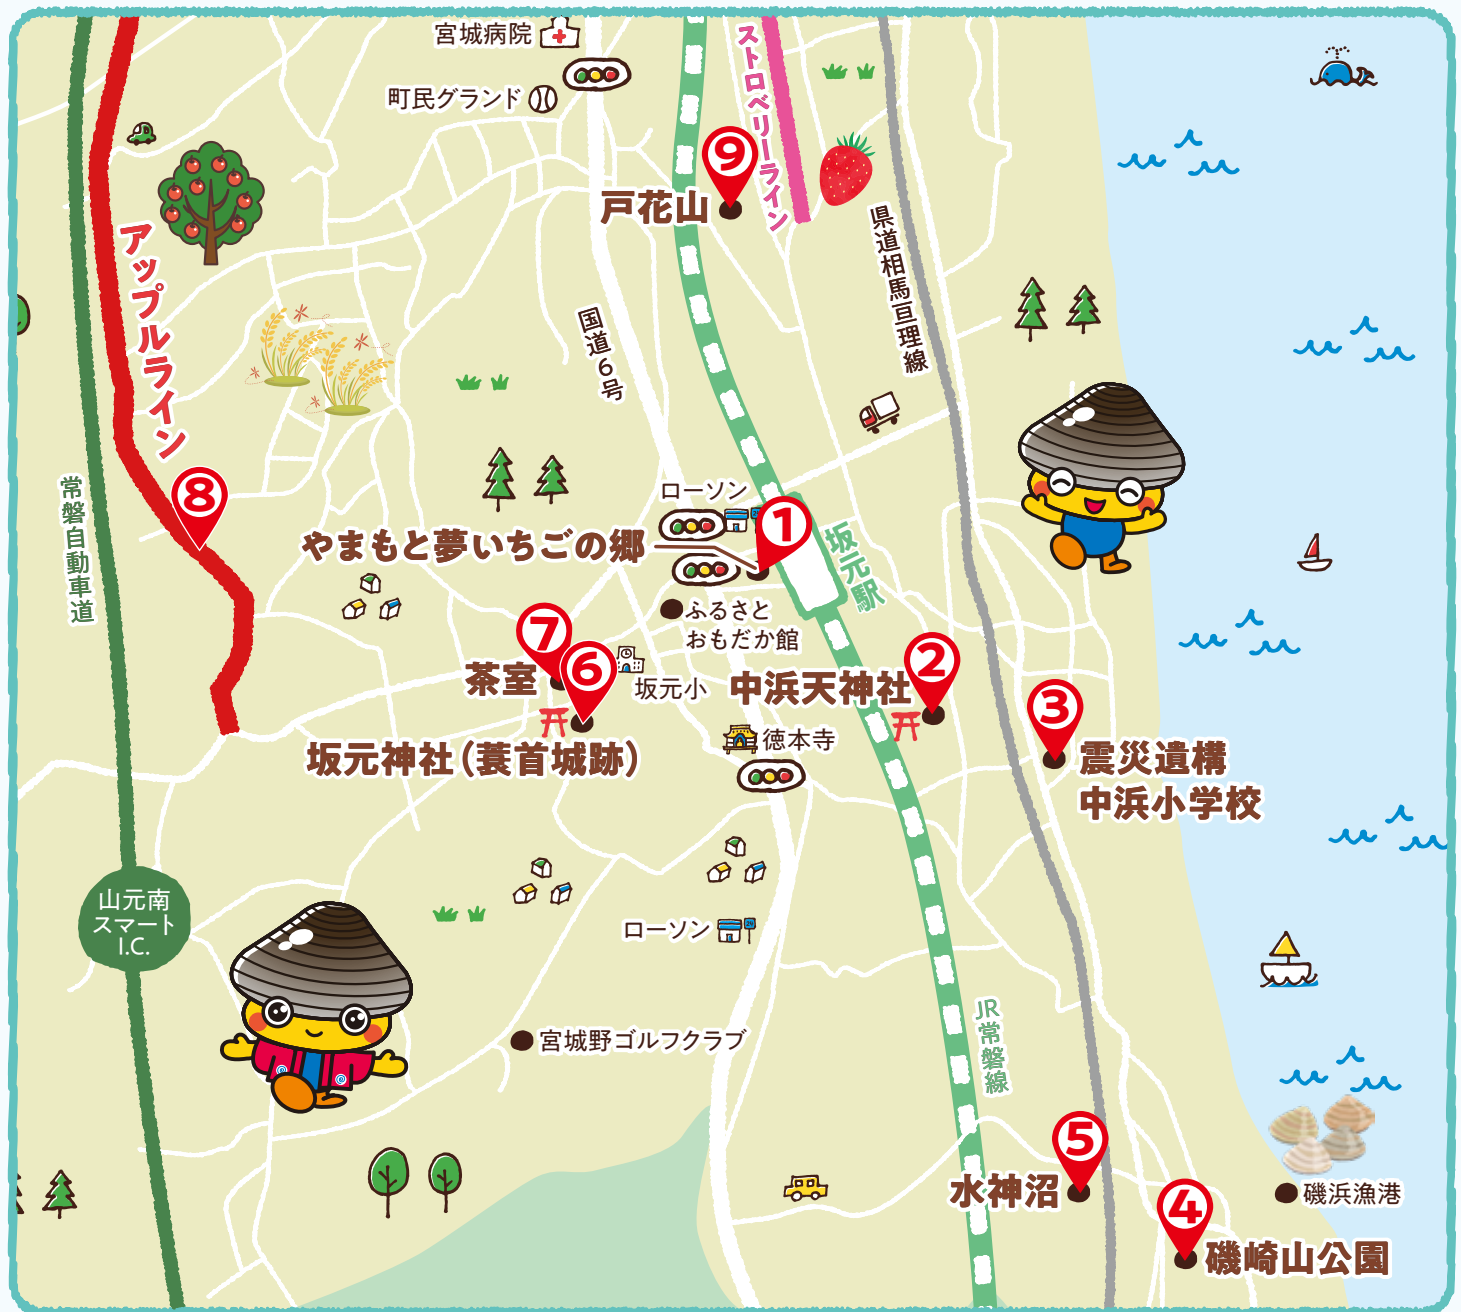 宮城病院
町民グランド
ストロベリーライン
⑨
戸花山
県道相馬亘理線
アップルライン
国道6号
常磐自動車道
⑧
ローソン
①
やまもと夢いちごの郷
坂元駅
ふるさと
おもだか館
⑦
茶室
⑥
坂元小
坂元神社(蓑首城跡)
②
中浜天神社
③
震災遺構
中浜小学校
徳本寺
山元南
スマート
I.C.
ローソン
宮城野ゴルフクラブ
JR常磐線
⑤
水神沼
④
磯崎山公園
磯浜漁港